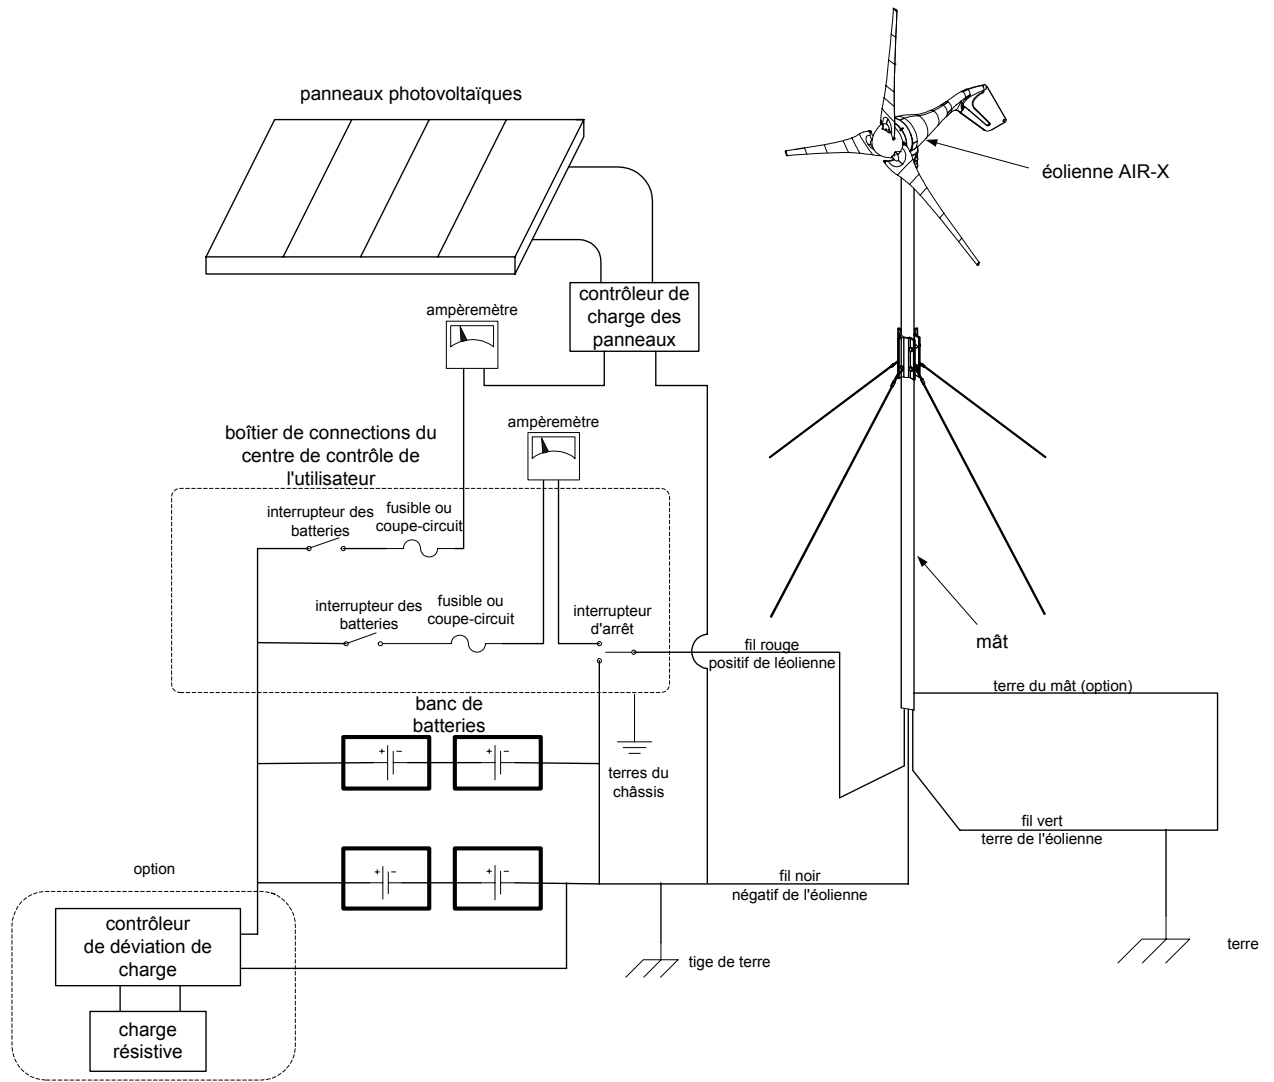 panneaux photovoltaïques
éolienne AIR-X
contrôleur de
charge des
panneaux
ampèremètre
ampèremètre
boîtier de connections du
centre de contrôle de
l'utilisateur
interrupteur des
batteries
fusible ou
coupe-circuit
interrupteur des
batteries
fusible ou
coupe-circuit
interrupteur
d'arrêt
fil rouge
positif de léolienne
mât
terre du mât (option)
banc de
batteries
+ −
+ −
terres du
châssis
fil vert
terre de l'éolienne
+ −
+ −
option
fil noir
négatif de l'éolienne
contrôleur
de déviation de
charge
tige de terre
terre
charge
résistive